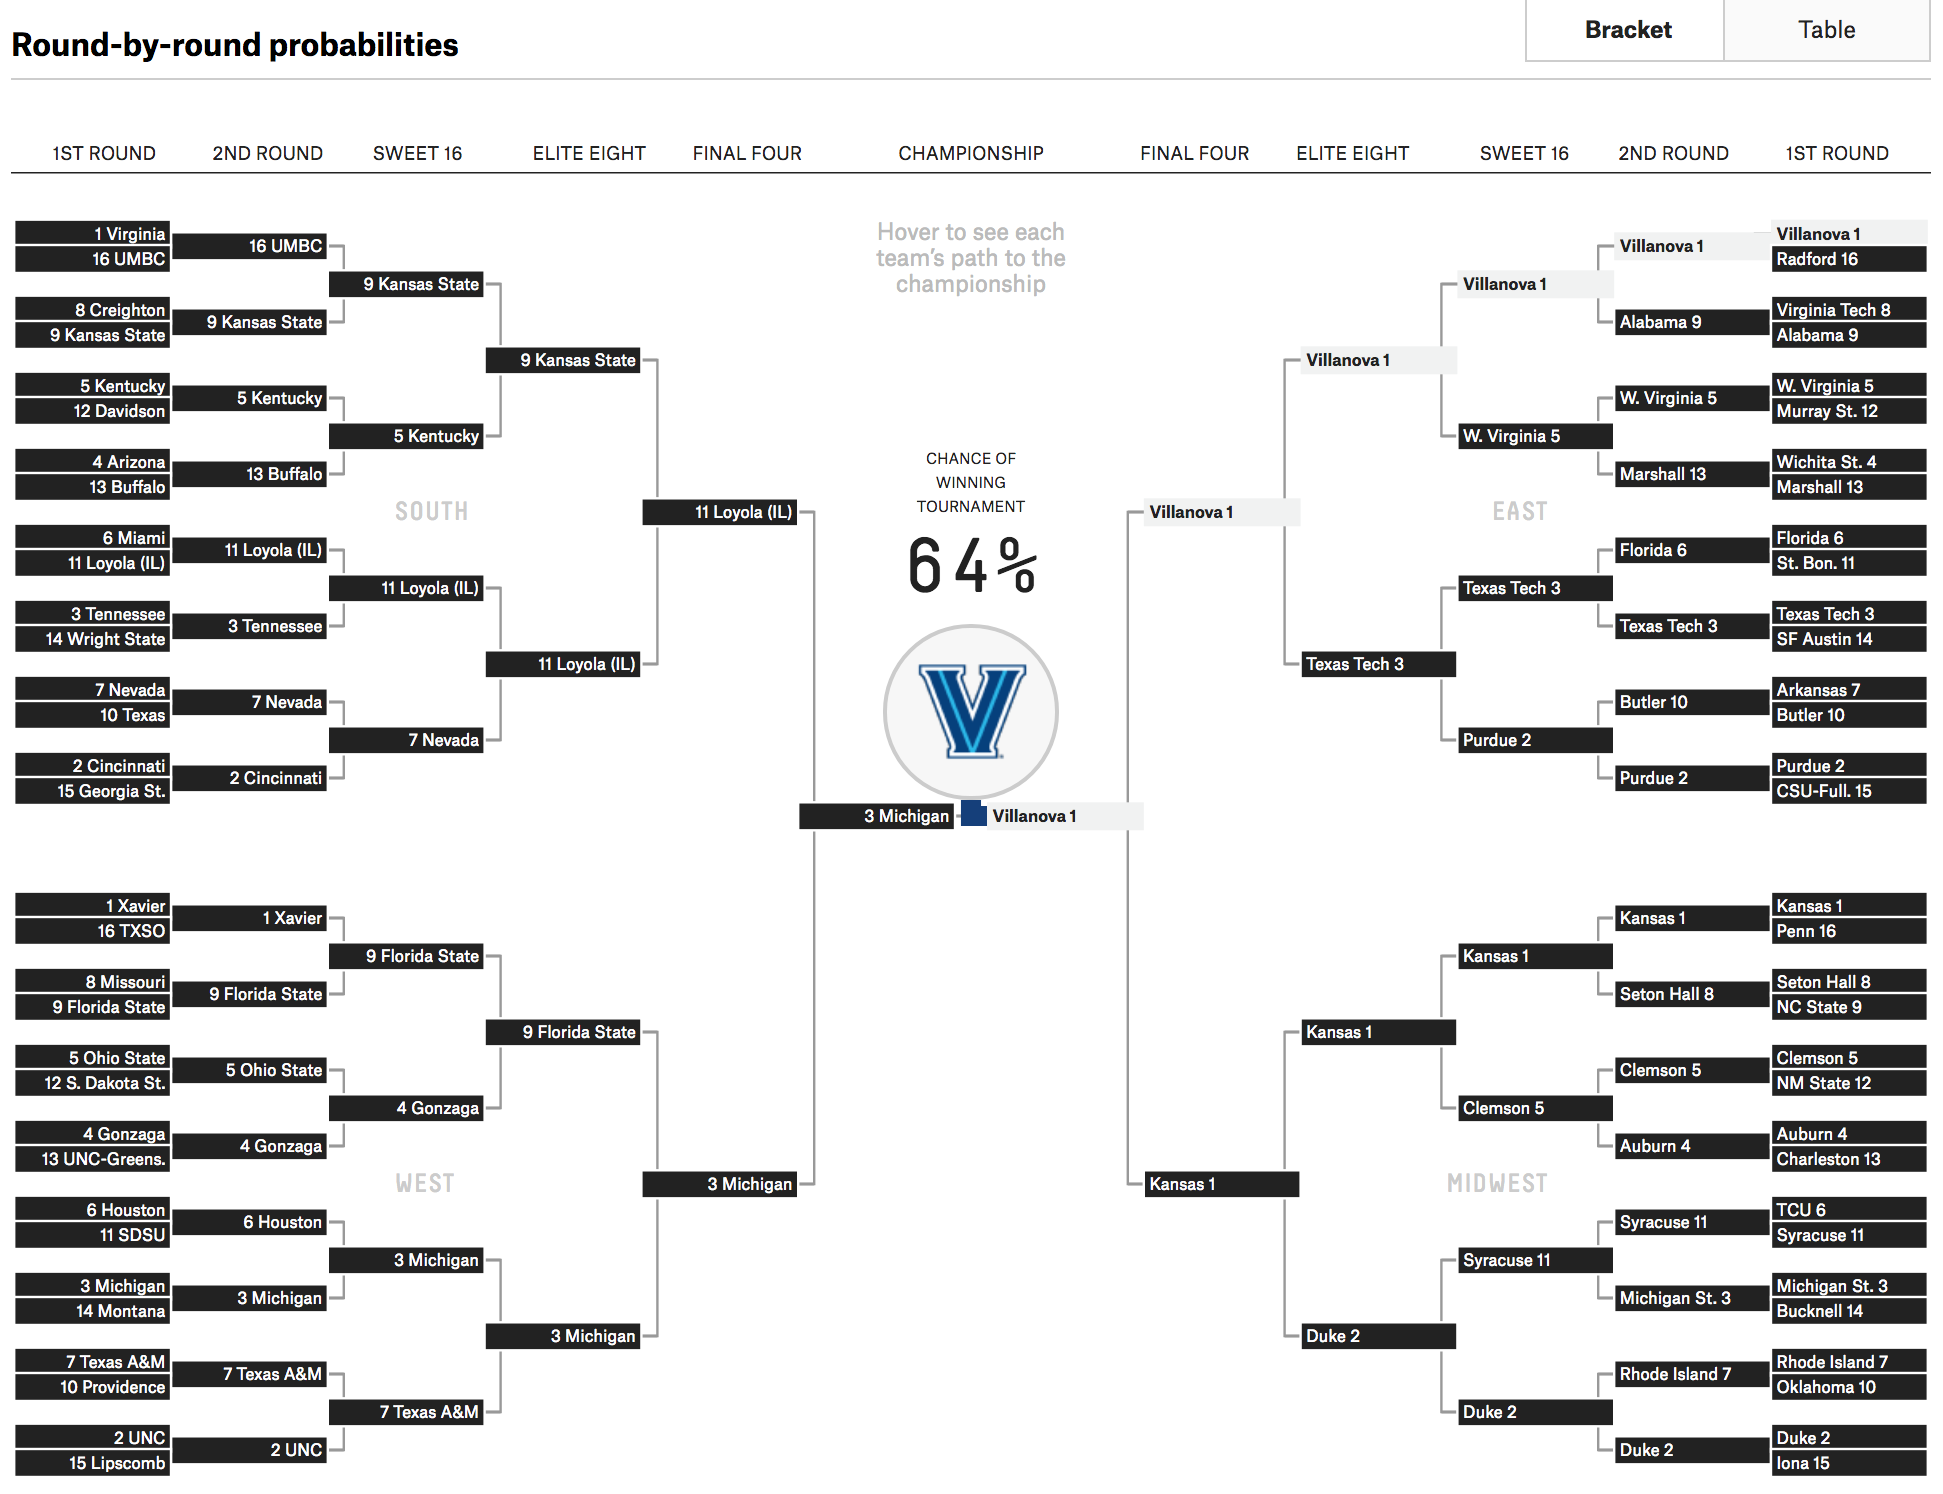 Round-by-round probabilities
Bracket
Table
1ST ROUND
2ND ROUND
SWEET 16
ELITE EIGHT
FINAL FOUR
CHAMPIONSHIP
FINAL FOUR
ELITE EIGHT
SWEET 16
2ND ROUND
1ST ROUND
1 Virginia
16 UMBC
8 Creighton
9 Kansas State
5 Kentucky
12 Davidson
4 Arizona
13 Buffalo
6 Miami
11 Loyola (IL)
3 Tennessee
14 Wright State
7 Nevada
10 Texas
2 Cincinnati
15 Georgia St.
16 UMBC
9 Kansas State
5 Kentucky
13 Buffalo
11 Loyola (IL)
3 Tennessee
7 Nevada
2 Cincinnati
9 Kansas State
5 Kentucky
11 Loyola (IL)
7 Nevada
SOUTH
9 Kansas State
11 Loyola (IL)
11 Loyola (IL)
1 Xavier
16 TXSO
8 Missouri
9 Florida State
5 Ohio State
12 S. Dakota St.
4 Gonzaga
13 UNC-Greens.
6 Houston
11 SDSU
3 Michigan
14 Montana
7 Texas A&M
10 Providence
2 UNC
15 Lipscomb
1 Xavier
9 Florida State
5 Ohio State
4 Gonzaga
6 Houston
3 Michigan
7 Texas A&M
2 UNC
9 Florida State
4 Gonzaga
3 Michigan
7 Texas A&M
WEST
9 Florida State
3 Michigan
3 Michigan
Hover to see each
team's path to the
championship
CHANCE OF
WINNING
TOURNAMENT
64%
V
3 Michigan
Villanova 1
Villanova 1
Kansas 1
Villanova 1
Texas Tech 3
Villanova 1
W. Virginia 5
Texas Tech 3
Purdue 2
EAST
Villanova 1
Alabama 9
W. Virginia 5
Marshall 13
Florida 6
Texas Tech 3
Butler 10
Purdue 2
Villanova 1
Radford 16
Virginia Tech 8
Alabama 9
W. Virginia 5
Murray St. 12
Wichita St. 4
Marshall 13
Florida 6
St. Bon. 11
Texas Tech 3
SF Austin 14
Arkansas 7
Butler 10
Purdue 2
CSU-Full. 15
Kansas 1
Duke 2
Kansas 1
Clemson 5
Syracuse 11
Duke 2
MIDWEST
Kansas 1
Seton Hall 8
Clemson 5
Auburn 4
Syracuse 11
Michigan St. 3
Rhode Island 7
Duke 2
Kansas 1
Penn 16
Seton Hall 8
NC State 9
Clemson 5
NM State 12
Auburn 4
Charleston 13
TCU 6
Syracuse 11
Michigan St. 3
Bucknell 14
Rhode Island 7
Oklahoma 10
Duke 2
Iona 15